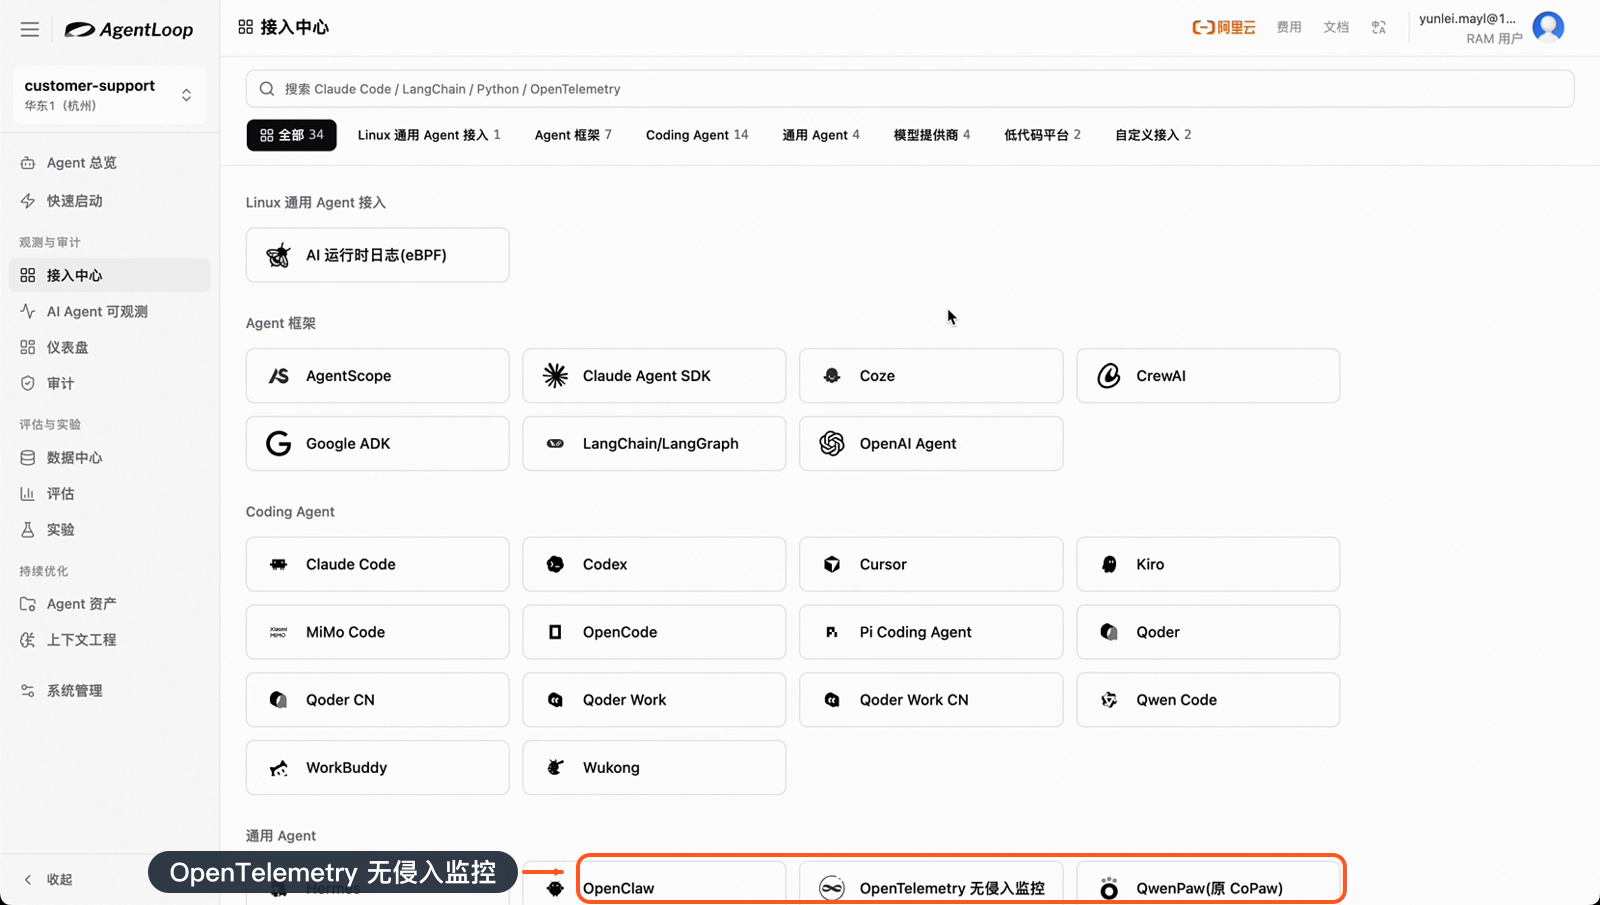 AgentLoop
接入中心
阿里云
费用
文档
yunlei.mayl@1...
RAM 用户
customer-support
华东1（杭州）
搜索 Claude Code / LangChain / Python / OpenTelemetry
全部 34
Linux 通用 Agent 接入 1
Agent 框架 7
Coding Agent 14
通用 Agent 4
模型提供商 4
低代码平台 2
自定义接入 2
Agent 总览
快速启动
观测与审计
接入中心
AI Agent 可观测
仪表盘
审计
评估与实验
数据中心
评估
实验
持续优化
Agent 资产
上下文工程
系统管理
收起
Linux 通用 Agent 接入
AI 运行时日志(eBPF)
Agent 框架
AgentScope
Claude Agent SDK
Coze
CrewAI
Google ADK
LangChain/LangGraph
OpenAI Agent
Coding Agent
Claude Code
Codex
Cursor
Kiro
Xiaomi
MiMO
MiMo Code
OpenCode
Pi Coding Agent
Qoder
Qoder CN
Qoder Work
Qoder Work CN
Qwen Code
WorkBuddy
Wukong
通用 Agent
OpenTelemetry 无侵入监控
Hermes
OpenClaw
OpenTelemetry 无侵入监控
QwenPaw(原 CoPaw)